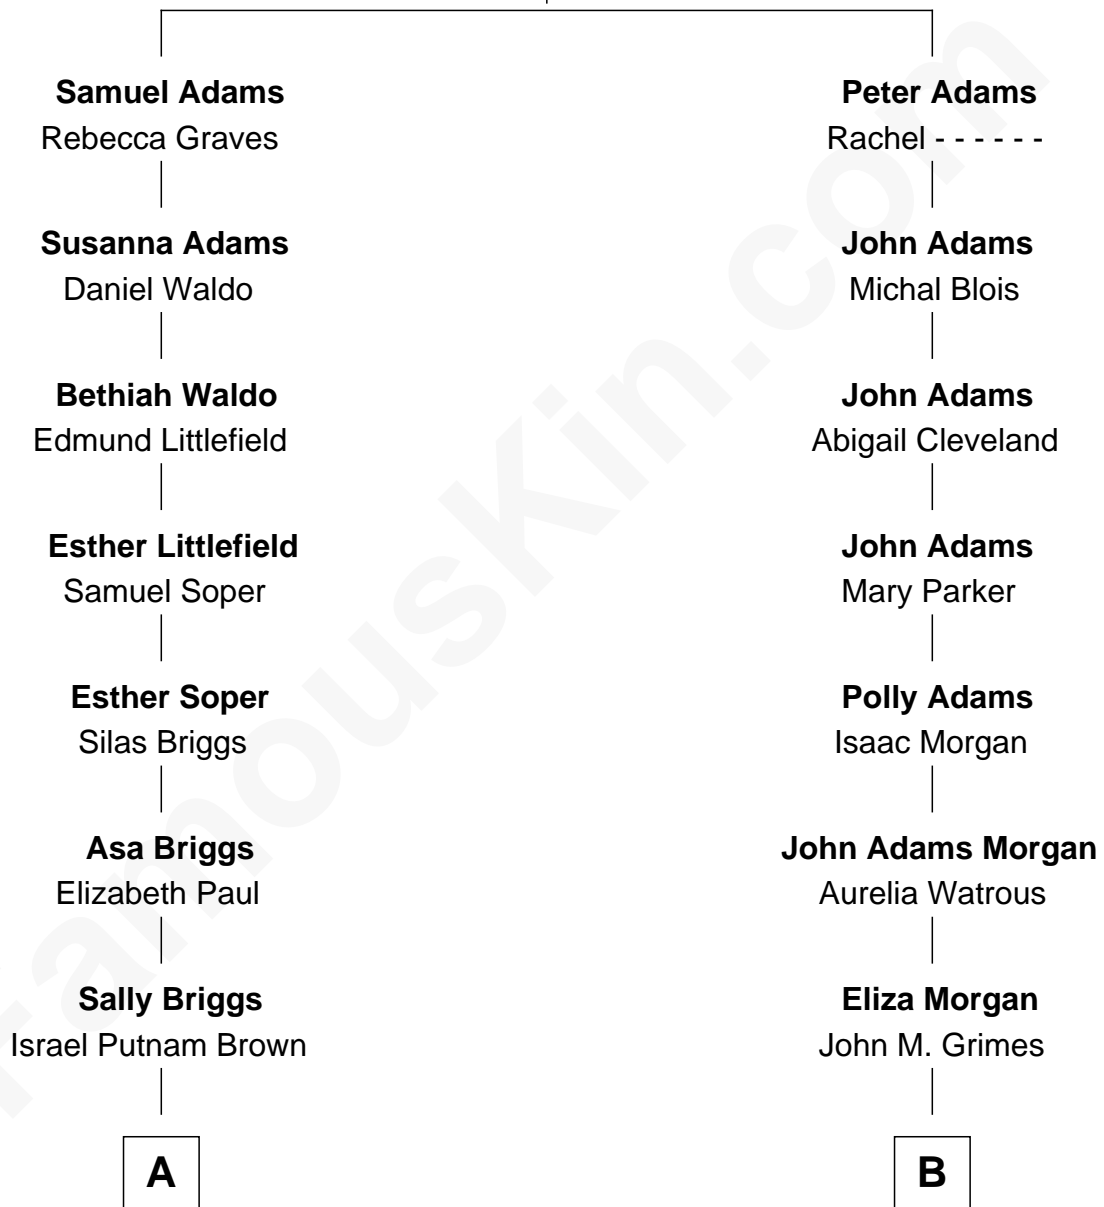 Samuel Adams
Rebecca Graves
Susanna Adams
Daniel Waldo
Bethiah Waldo
Edmund Littlefield
Esther Littlefield
Samuel Soper
Esther Soper
Silas Briggs
Asa Briggs
Elizabeth Paul
Sally Briggs
Israel Putnam Brown
A
Peter Adams
Rachel - - - - - -
John Adams
Michal Blois
John Adams
Abigail Cleveland
John Adams
Mary Parker
Polly Adams
Isaac Morgan
John Adams Morgan
Aurelia Watrous
Eliza Morgan
John M. Grimes
B
FamousKin.com